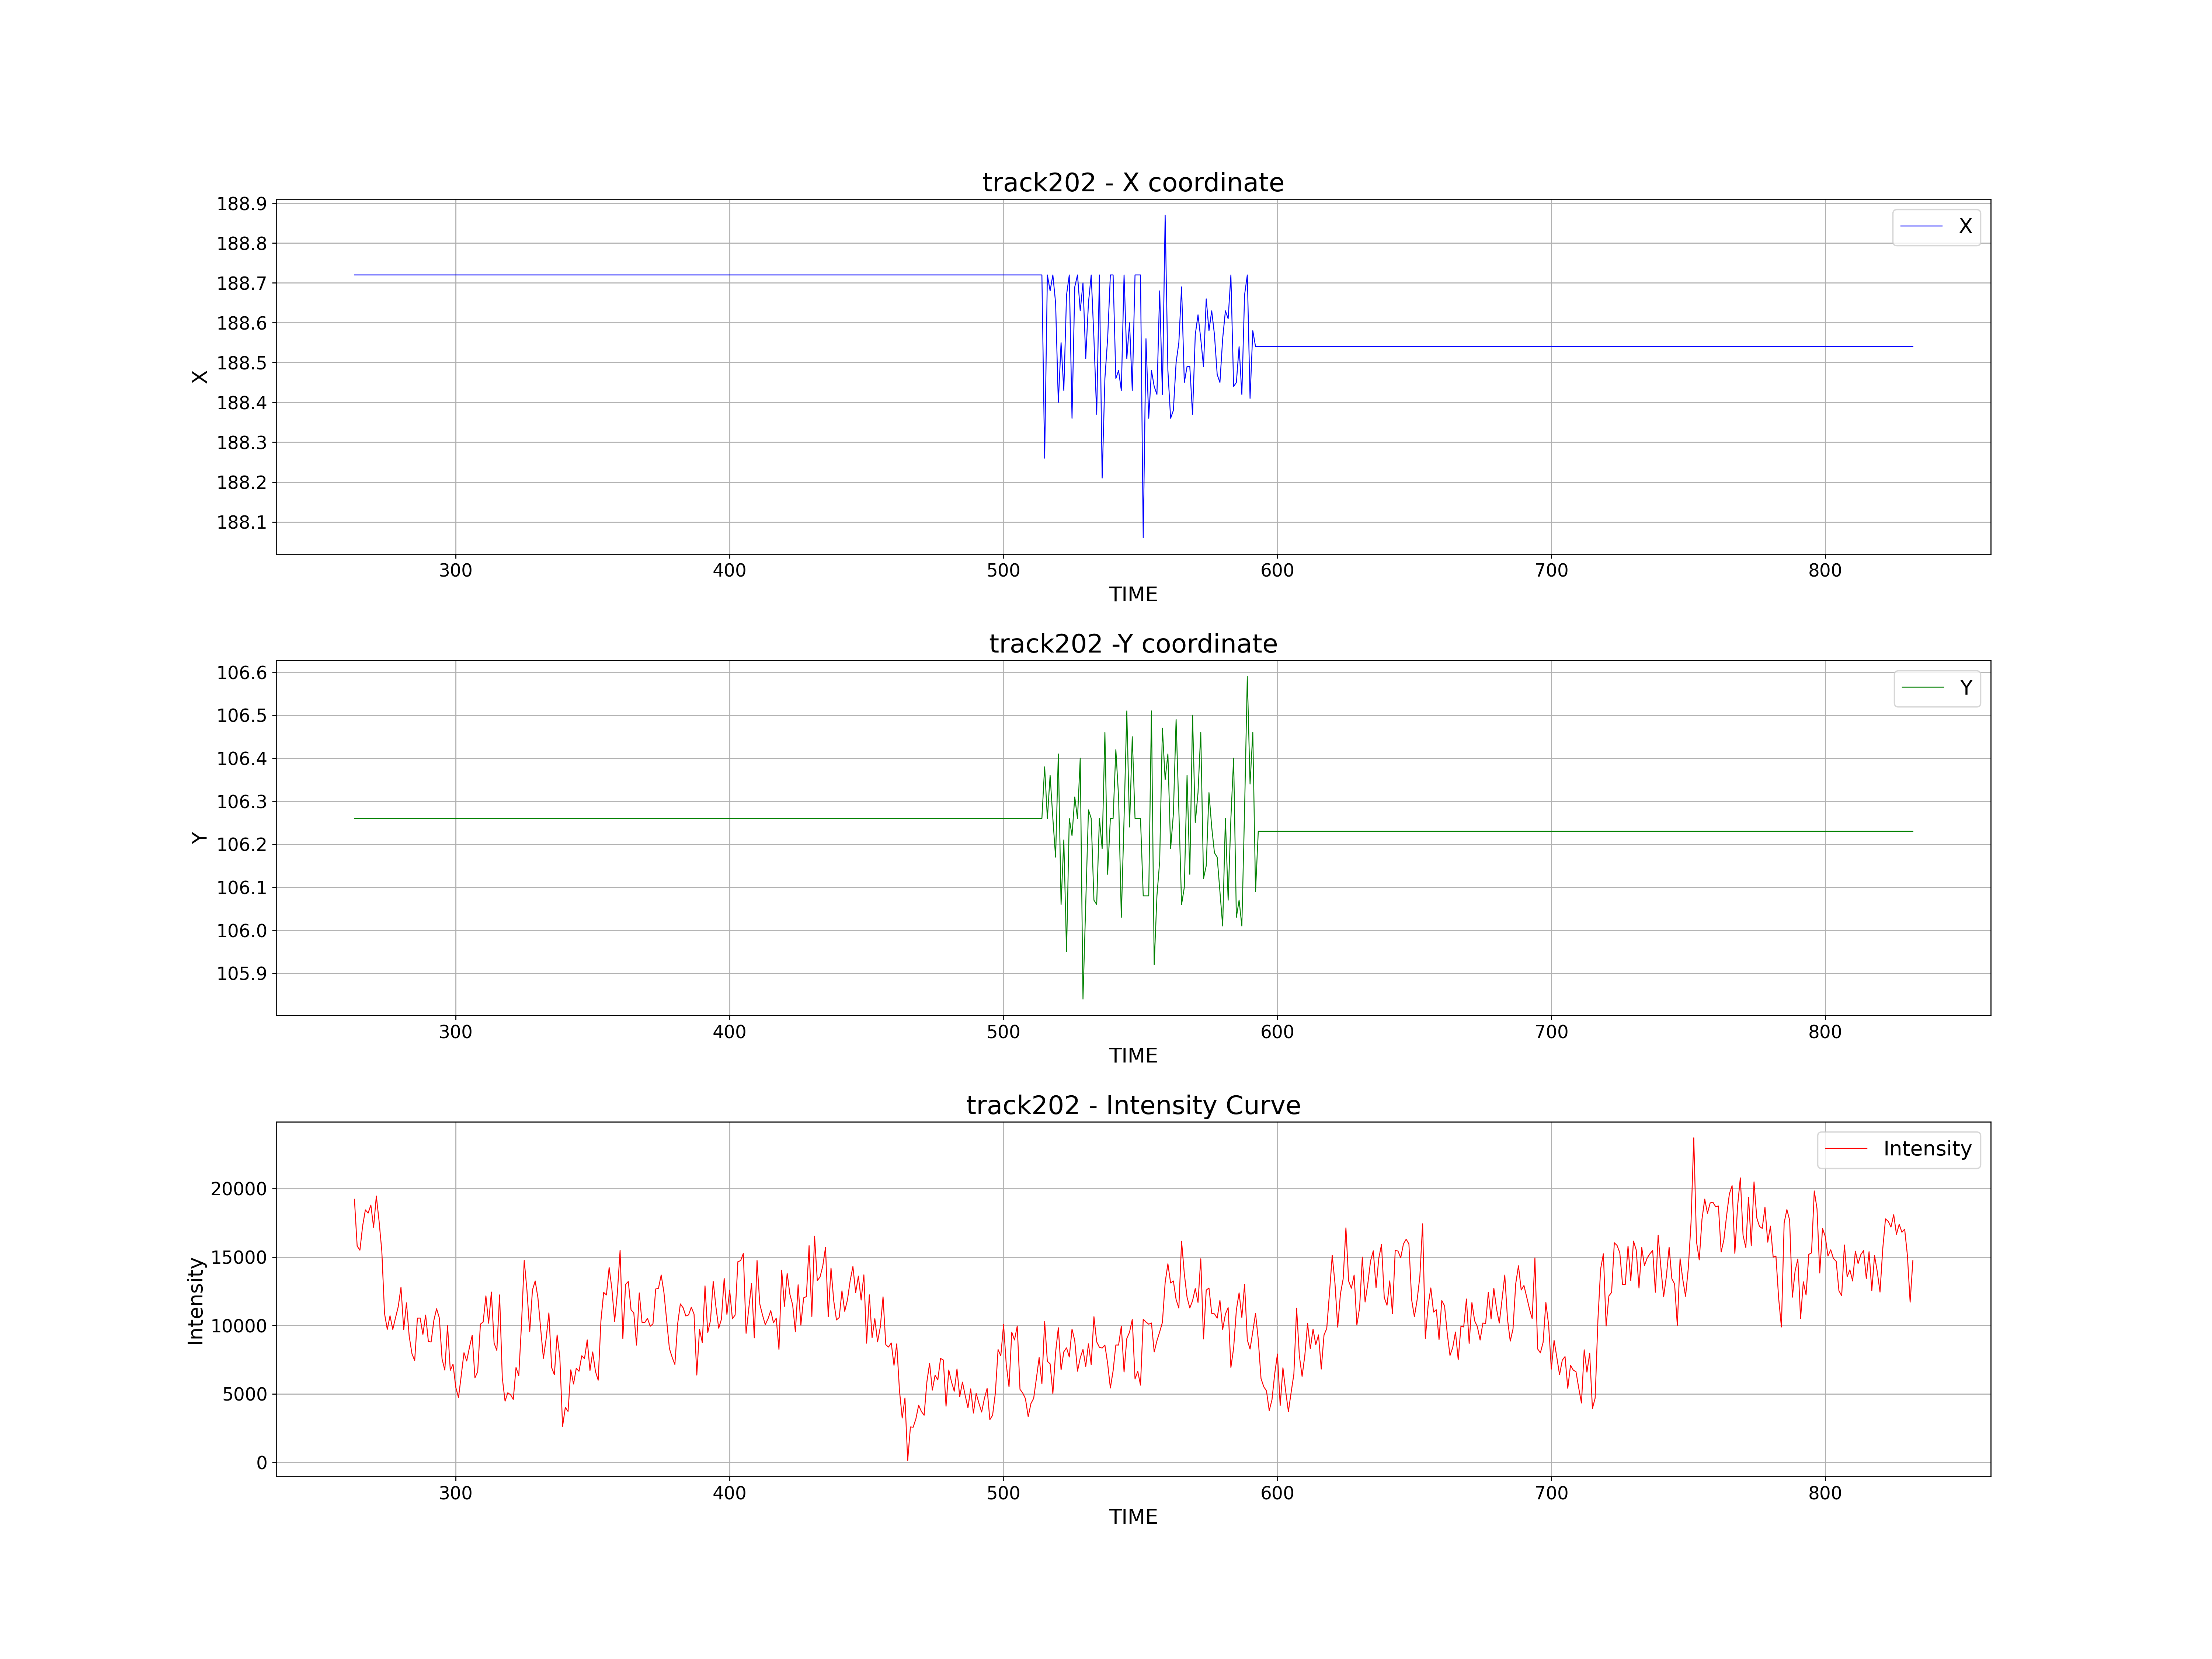 track202 - X coordinate
X
188.9
188.8
188.7
188.6
188.5
188.4
188.3
188.2
188.1
X
300 400 500 600 700 800
TIME
track202 -Y coordinate
Y
106.6
106.5
106.4
106.3
106.2
106.1
106.0
105.9
Y
300 400 500 600 700 800
TIME
track202 - Intensity Curve
Intensity
20000
15000
10000
5000
0
Intensity
300 400 500 600 700 800
TIME